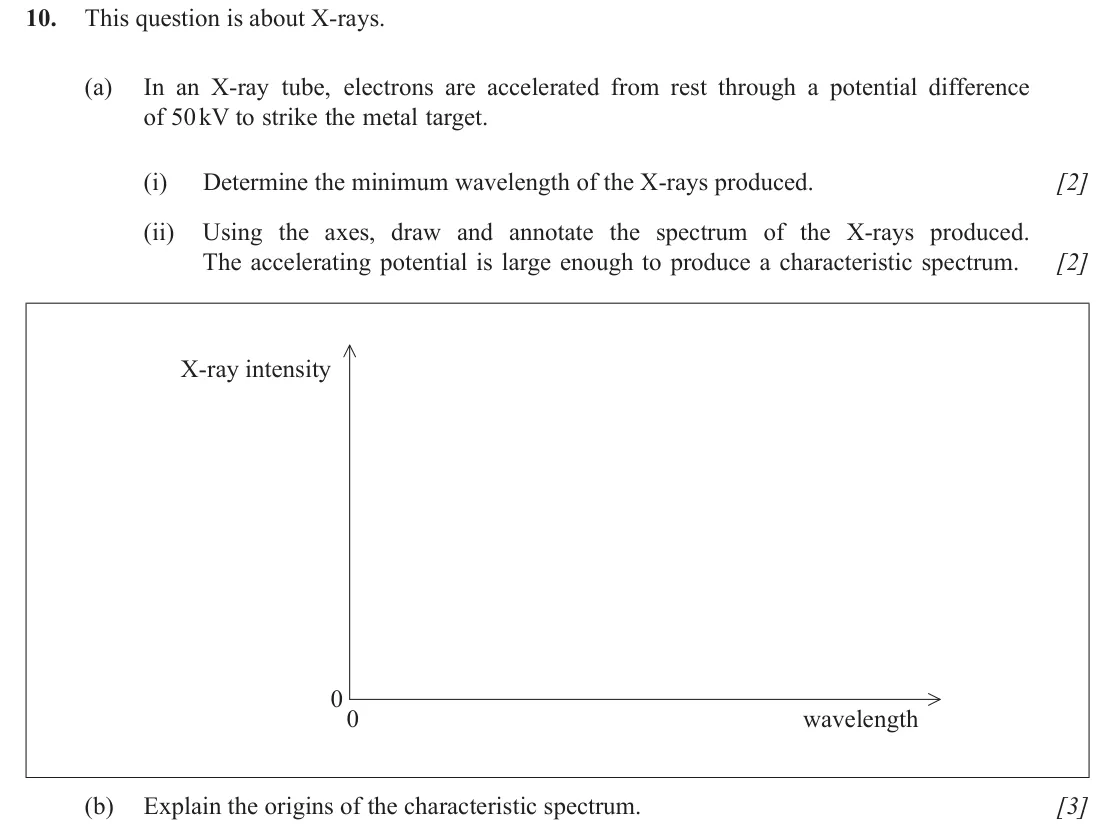 10. This question is about X-rays.
(a) In an X-ray tube, electrons are accelerated from rest through a potential difference
of 50 kV to strike the metal target.
(i) Determine the minimum wavelength of the X-rays produced. [2]
(ii) Using the axes, draw and annotate the spectrum of the X-rays produced.
The accelerating potential is large enough to produce a characteristic spectrum. [2]
X-ray intensity
0
0
wavelength
(b) Explain the origins of the characteristic spectrum. [3]